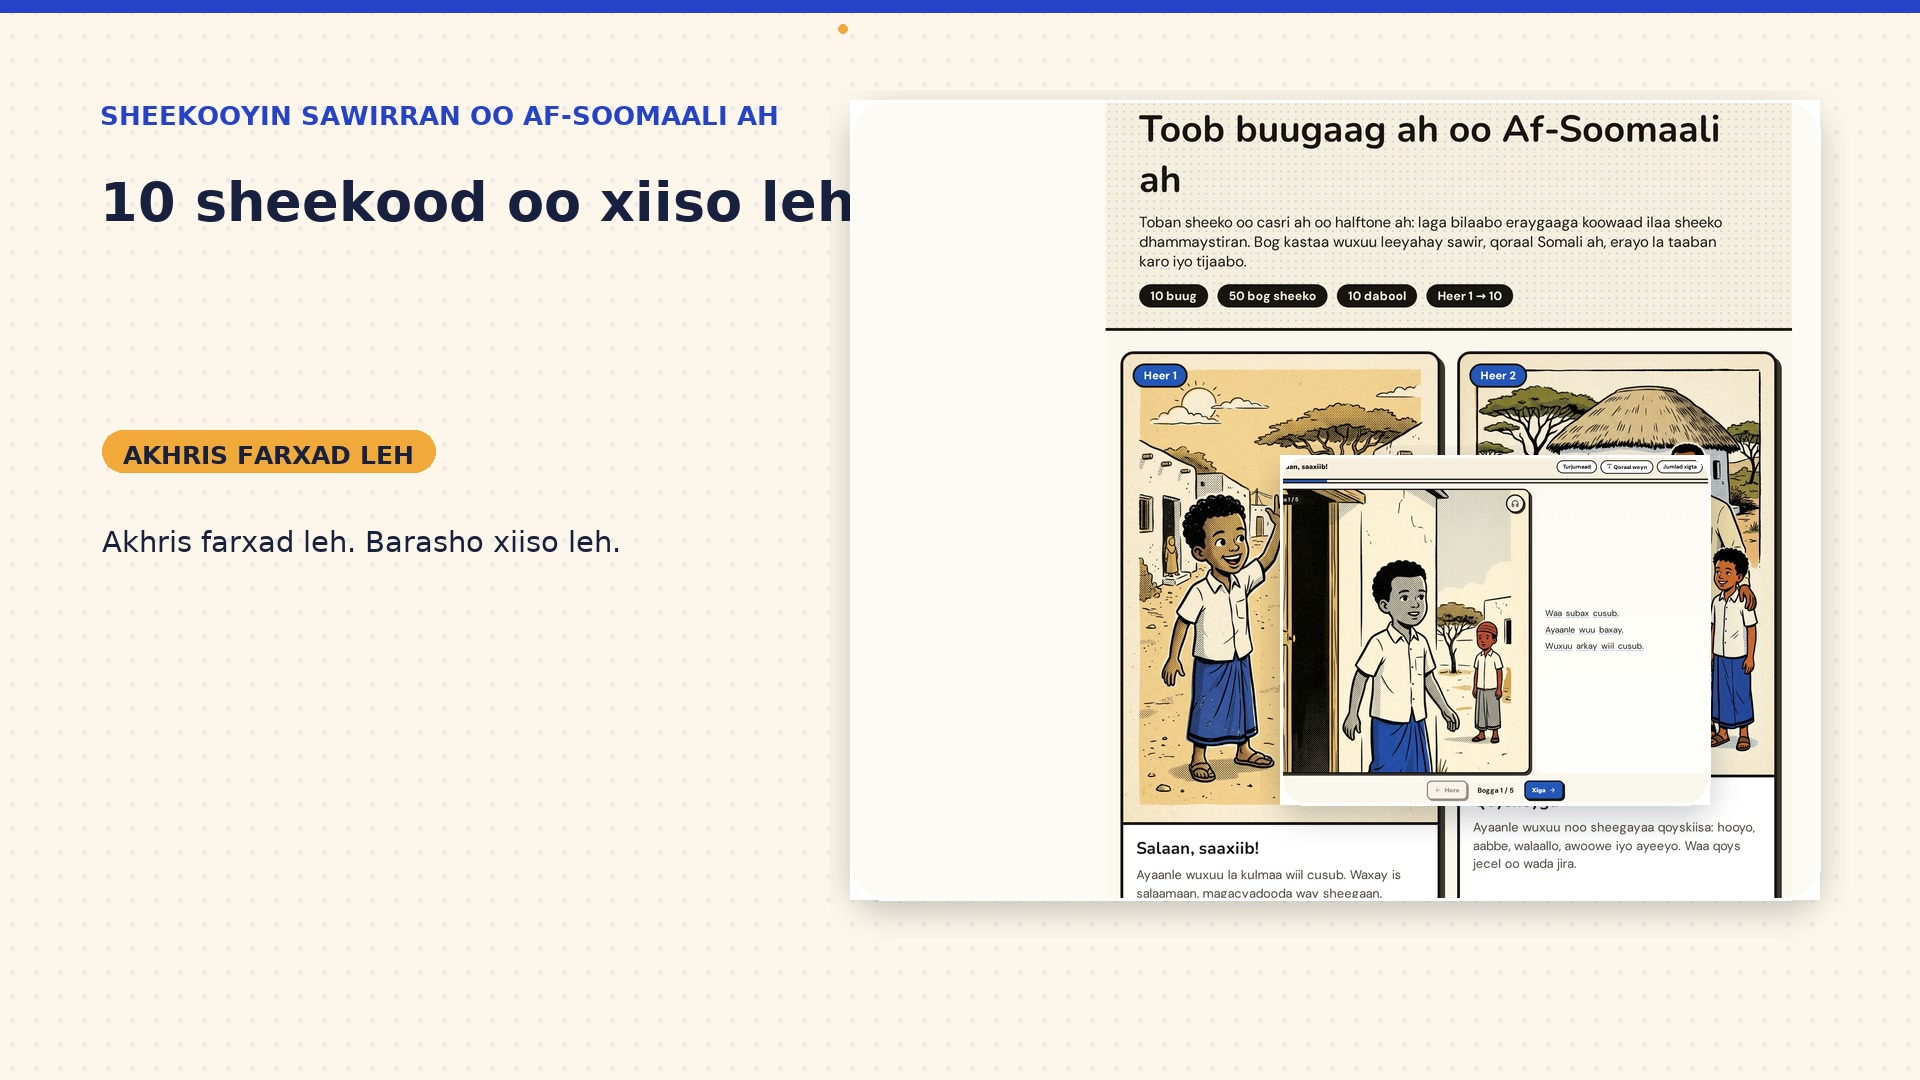 SHEEKOOYIN SAWIRRAN OO AF-SOOMAALI AH
10 sheekood oo xiiso leh
AKHRIS FARXAD LEH
Akhris farxad leh. Barasho xiiso leh.
Toob buugaag ah oo Af-Soomaali
ah
Toban sheeko oo casri ah oo halftone ah: laga bilaabo eraygaaga koowaad ilaa sheeko
dhammaystiran. Bog kastaa wuxuu leeyahay sawir, qoraal Somali ah, erayo la taaban
karo iyo tijaabo.
10 buug
50 bog sheeko
10 dabool
Heer 1 → 10
Heer 1
Heer 2
saaxiib!
Turjumaad
Qoraal weyn
Jumlad xigta
1 / 5
Waa subax cusub.
Ayaanle wuu baxay.
Wuxuu arkay wiil cusub.
← Hore
Bogga 1 / 5
Xiga →
Salaan, saaxiib!
Ayaanle wuxuu la kulmaa wiil cusub. Waxay is
salaamaan, magacyadooda way sheegaan.
Ayaanle wuxuu noo sheegayaa qoyskiisa: hooyo,
aabbe, walaallo, awoowe iyo ayeeyo. Waa qoys
jecel oo wada jira.